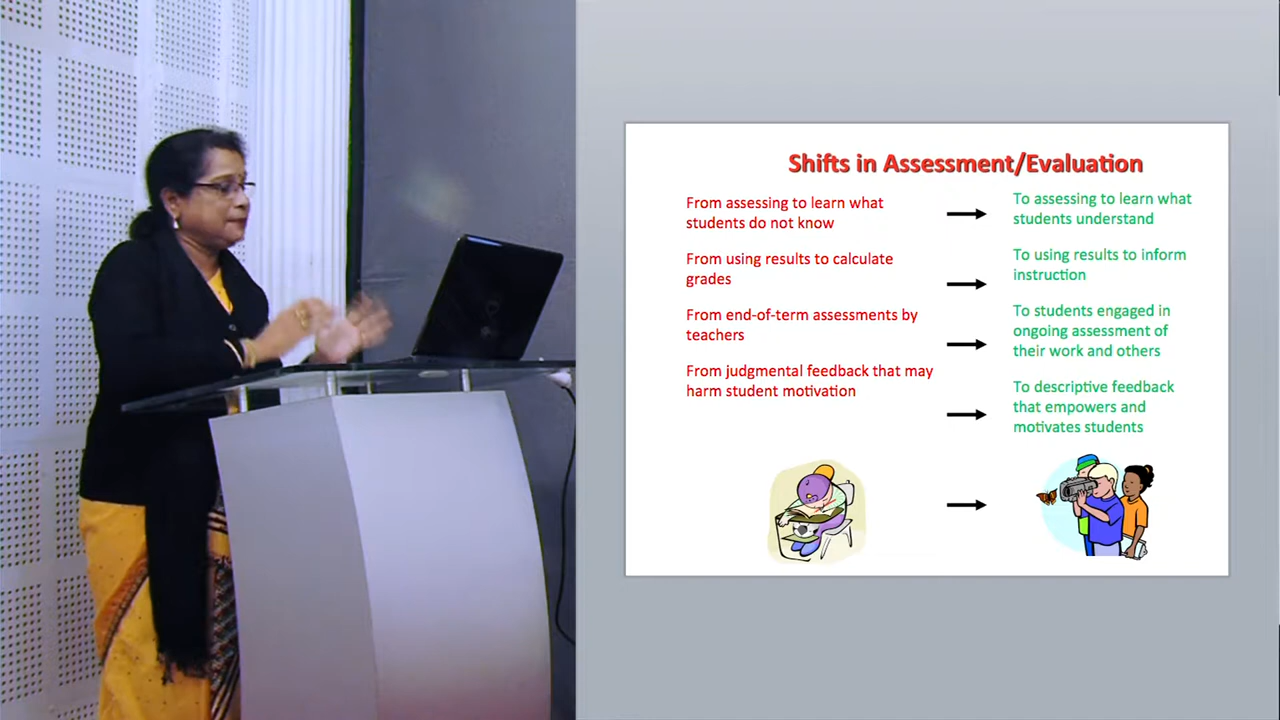 Shifts in Assessment/Evaluation
From assessing to learn what
students do not know
To assessing to learn what
students understand
From using results to calculate
grades
To using results to inform
instruction
From end-of-term assessments by
teachers
To students engaged in
ongoing assessment of
their work and others
From judgmental feedback that may
harm student motivation
To descriptive feedback
that empowers and
motivates students